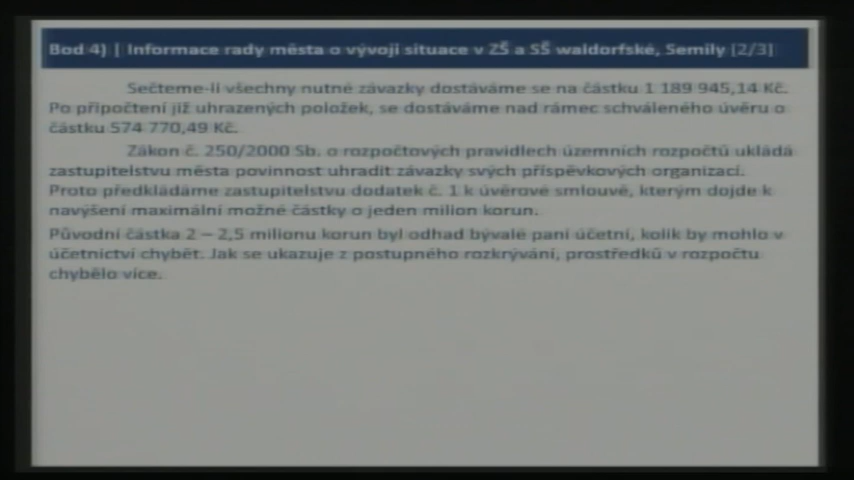 Bod 4) | Informace rady města o vývoji situace v ZŠ a SŠ waldorfské, Semily [2/3]
Sečteme-li všechny nutné závazky dostáváme se na částku 1 189 945,14 Kč.
Po připočtení již uhrazených položek, se dostáváme nad rámec schváleného úvěru o
částku 574 770,49 Kč.
Zákon č. 250/2000 Sb. o rozpočtových pravidlech územních rozpočtů ukládá
zastupitelstvu města povinnost uhradit závazky svých příspěvkových organizací.
Proto předkládáme zastupitelstvu dodatek č. 1 k úvěrové smlouvě, kterým dojde k
navýšení maximální možné částky o jeden milion korun.
Původní částka 2 – 2,5 milionu korun byl odhad bývalé paní účetní, kolik by mohlo v
účetnictví chybět. Jak se ukazuje z postupného rozkrývání, prostředků v rozpočtu
chybělo více.